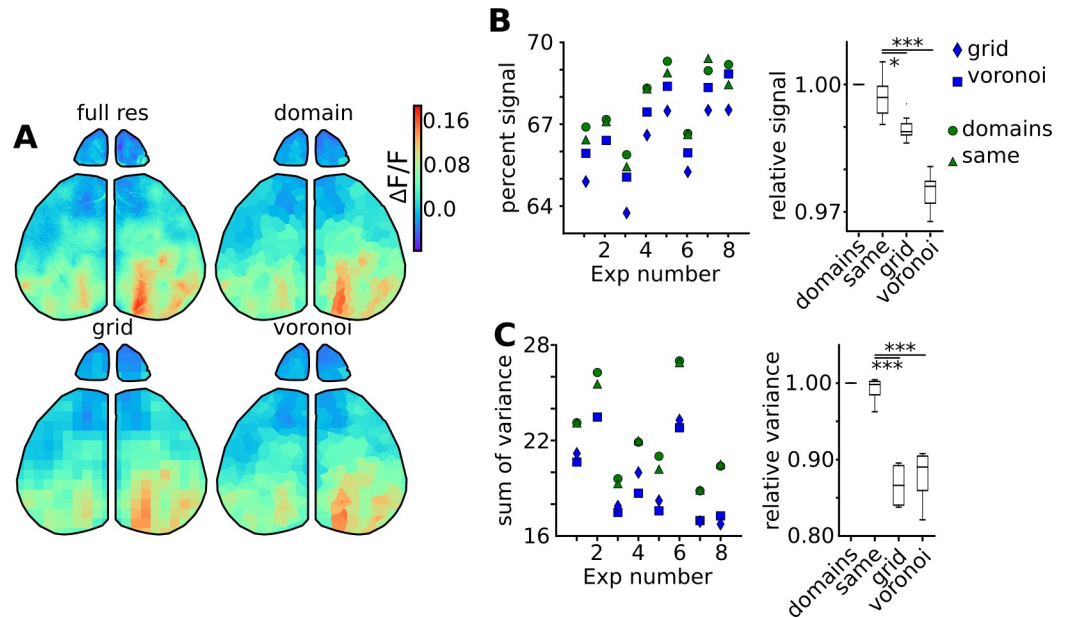 A
full res
domain
0.16
0.08
0.0
ΔF/F
grid
voronoi
B
70
67
64
percent signal
2
4
6
8
Exp number
1.00
0.97
relative signal
***
*
domains
same
grid
voronoi
grid
voronoi
domains
same
C
28
22
16
sum of variance
2
4
6
8
Exp number
1.00
0.90
0.80
relative variance
***
***
domains
same
grid
voronoi